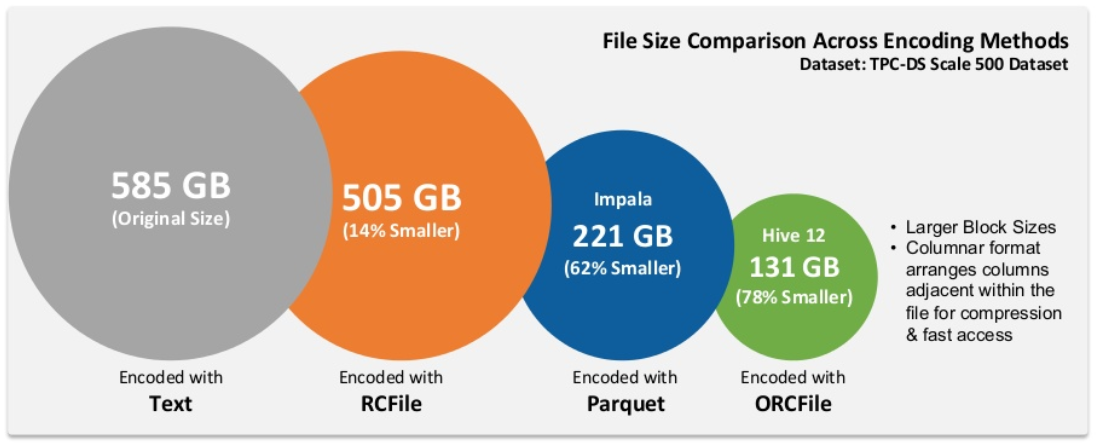 File Size Comparison Across Encoding Methods
Dataset: TPC-DS Scale 500 Dataset
585 GB
(Original Size)
505 GB
(14% Smaller)
Impala
221 GB
(62% Smaller)
Hive 12
131 GB
(78% Smaller)
• Larger Block Sizes
• Columnar format
arranges columns
adjacent within the
file for compression
& fast access
Encoded with
Text
Encoded with
RCFile
Encoded with
Parquet
Encoded with
ORCFile